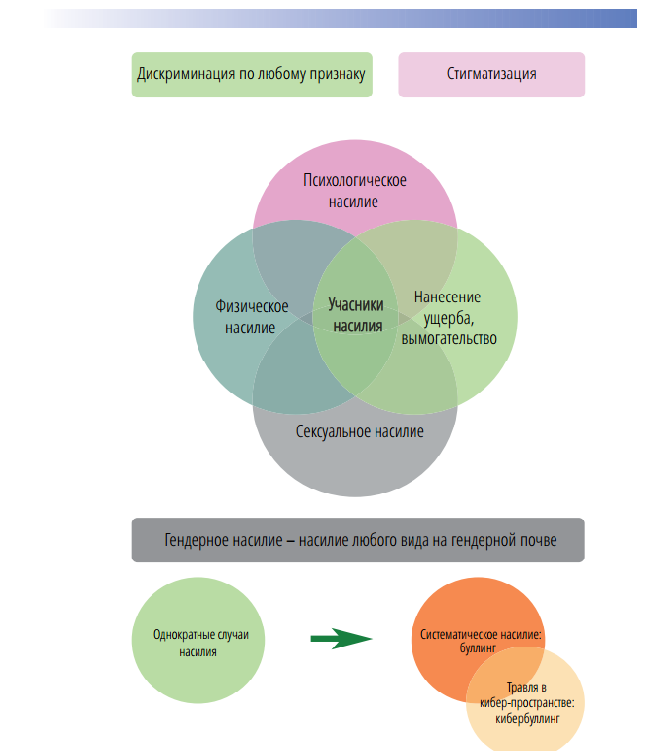 Дискриминация по любому признаку
Стигматизация
Психологическое
насилие
Физическое
насилие
Учасники
насилия
Нанесение
ущерба,
вымогательство
Сексуальное насилие
Гендерное насилие – насилие любого вида на гендерной почве
Однократные случаи
насилия
Систематическое насилие:
буллинг
Травля в
кибер-пространстве:
кибербуллинг